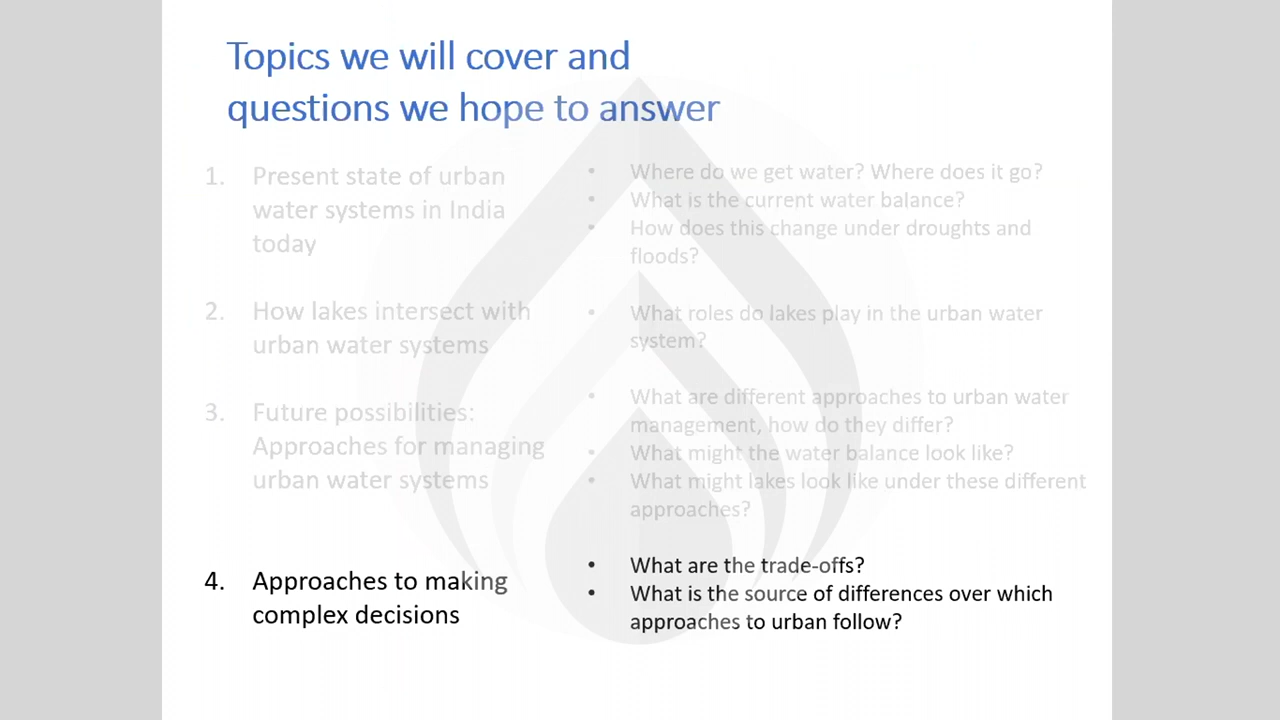 Topics we will cover and
questions we hope to answer
1. Present state of urban
water systems in India
today
• Where do we get water? Where does it go?
• What is the current water balance?
• How does this change under droughts and
floods?
2. How lakes intersect with
urban water systems
• What roles do lakes play in the urban water
system?
3. Future possibilities:
Approaches for managing
urban water systems
• What are different approaches to urban water
management, how do they differ?
• What might the water balance look like?
• What might lakes look like under these different
approaches?
4. Approaches to making
complex decisions
• What are the trade-offs?
• What is the source of differences over which
approaches to urban follow?